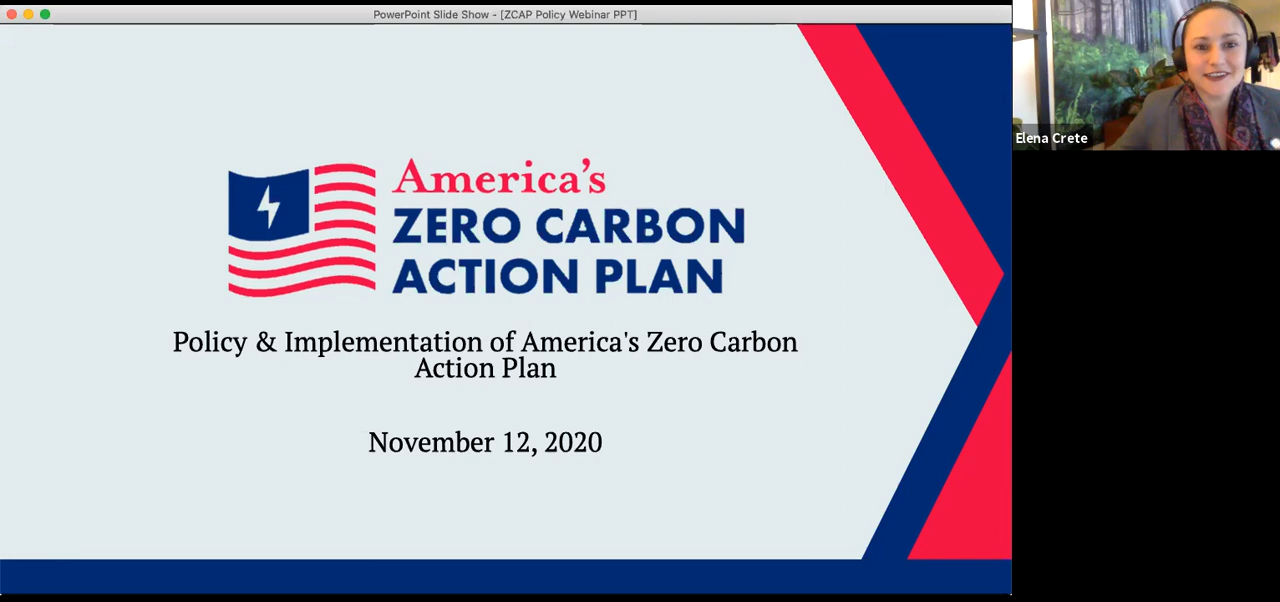 PowerPoint Slide Show - [ZCAP Policy Webinar PPT]
America's
ZERO CARBON
ACTION PLAN
Policy & Implementation of America's Zero Carbon
Action Plan
November 12, 2020
Elena Crete